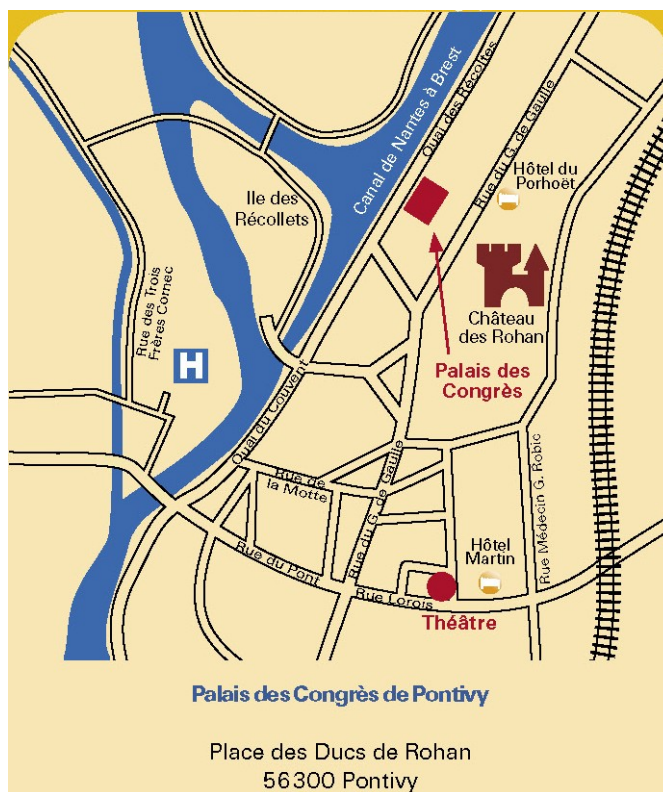 Canal de Nantes à Brest
Quai des Récoltes
Rue du G. de Gaulle
Hôtel du
Porhoët
Ile des
Récollets
Rue des Trois
Frères Cornec
H
Château
des Rohan
Palais des
Congrès
Quai du Couvent
Rue de
la Motte
Rue du G. de Gaulle
Rue Médecin G. Robic
Hôtel
Martin
Rue du Pont
Rue Lorois
Théâtre
Palais des Congrès de Pontivy
Place des Ducs de Rohan
56300 Pontivy